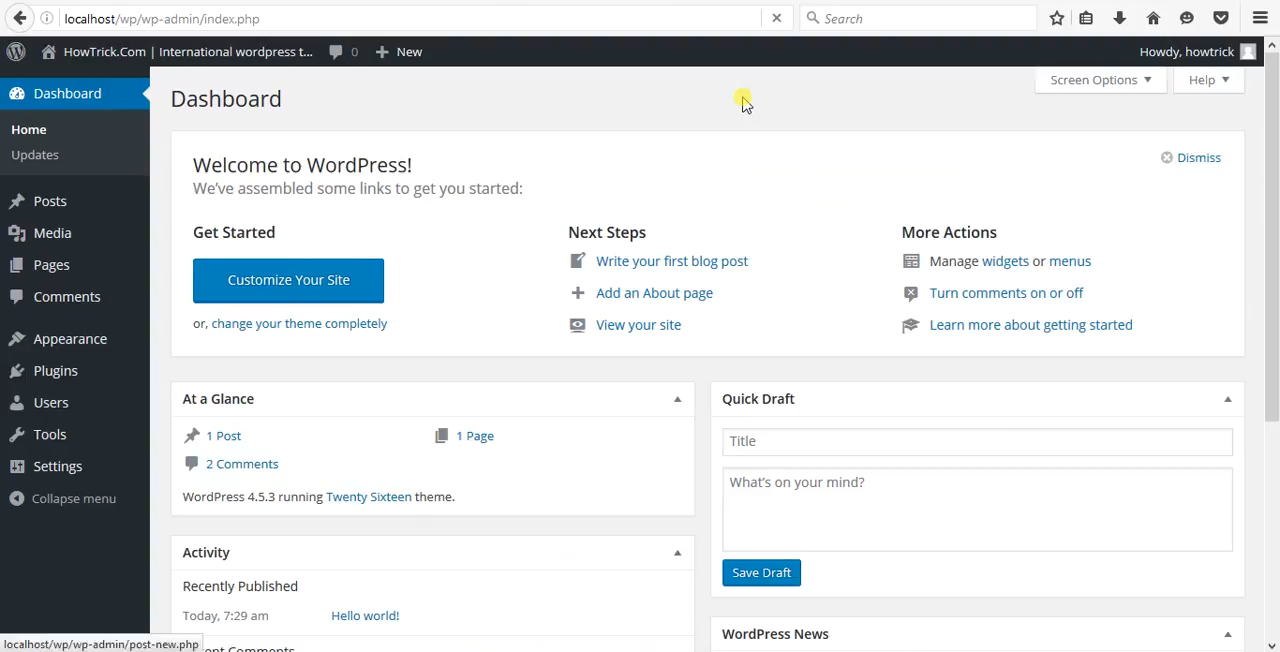 localhost/wp/wp-admin/index.php
Search
HowTrick.Com | International wordpress t...
0
New
Howdy, howtrick
Dashboard
Home
Updates
Posts
Media
Pages
Comments
Appearance
Plugins
Users
Tools
Settings
Collapse menu
Dashboard
Screen Options
Help
Welcome to WordPress!
Dismiss
We've assembled some links to get you started:
Get Started
Customize Your Site
or, change your theme completely
Next Steps
Write your first blog post
Add an About page
View your site
More Actions
Manage widgets or menus
Turn comments on or off
Learn more about getting started
At a Glance
1 Post
1 Page
2 Comments
WordPress 4.5.3 running Twenty Sixteen theme.
Activity
Recently Published
Today, 7:29 am
Hello world!
Quick Draft
Title
What's on your mind?
Save Draft
WordPress News
localhost/wp/wp-admin/post-new.php